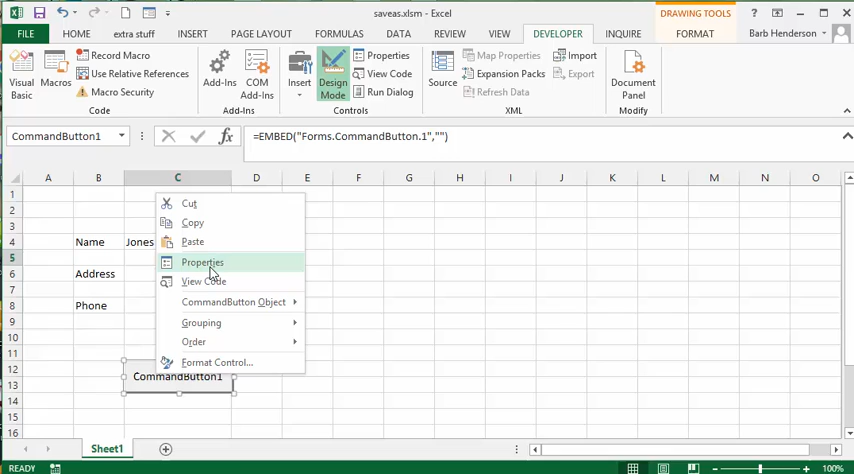 saveas.xlsm - Excel
DRAWING TOOLS
FILE HOME extra stuff INSERT PAGE LAYOUT FORMULAS DATA REVIEW VIEW DEVELOPER INQUIRE FORMAT Barb Henderson
Visual Basic
Macros
Record Macro
Use Relative References
Macro Security
Code
Add-Ins
COM Add-Ins
Add-Ins
Insert
Design Mode
Properties
View Code
Run Dialog
Controls
Source
Map Properties
Expansion Packs
Refresh Data
Import
Export
XML
Document Panel
Modify
CommandButton1
fx
=EMBED("Forms.CommandButton.1","")
A B C D E F G H I J K L M N O
1
2
3
4 Name Jones
5
6 Address
7
8 Phone
9
10
11
12
13
14
15
16
Cut
Copy
Paste
Properties
View Code
CommandButton Object
Grouping
Order
Format Control...
CommandButton1
Sheet1
READY
100%